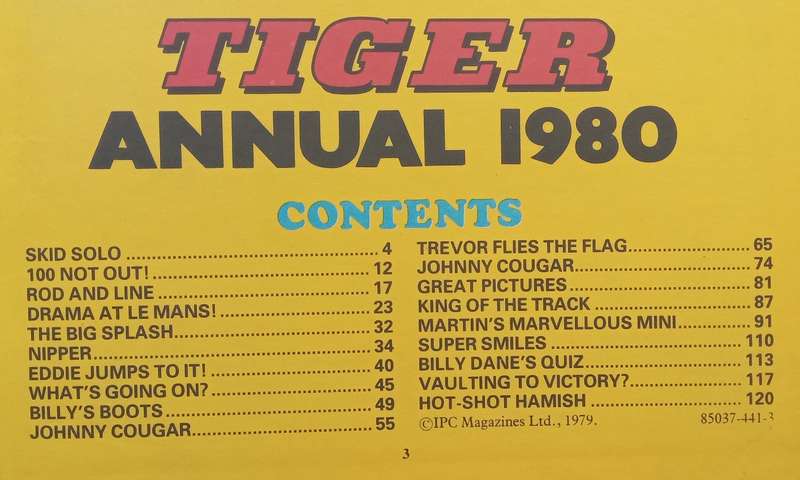 TIGER
ANNUAL 1980
CONTENTS
SKID SOLO ........................................ 4
100 NOT OUT! ................................... 12
ROD AND LINE .................................. 17
DRAMA AT LE MANS! ........................ 23
THE BIG SPLASH................................ 32
NIPPER............................................. 34
EDDIE JUMPS TO IT! .......................... 40
WHAT'S GOING ON? .......................... 45
BILLY'S BOOTS .................................. 49
JOHNNY COUGAR.............................. 55
TREVOR FLIES THE FLAG.................... 65
JOHNNY COUGAR.............................. 74
GREAT PICTURES ............................... 81
KING OF THE TRACK .......................... 87
MARTIN'S MARVELLOUS MINI............. 91
SUPER SMILES ................................. 110
BILLY DANE'S QUIZ........................... 113
VAULTING TO VICTORY?.................... 117
HOT-SHOT HAMISH .......................... 120
©IPC Magazines Ltd., 1979. 85037-441-3
3